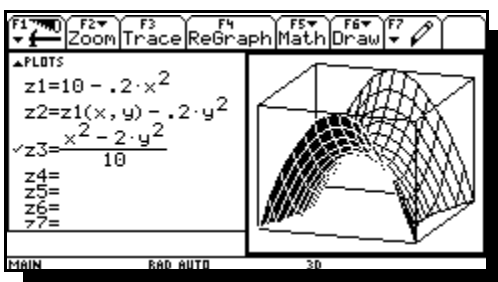 F1▼ F2▼ Zoom F3 Trace F4 ReGraph F5▼ Math F6▼ Draw F7▼
▲PLOTS
z1=10 - .2·x²
z2=z1(x, y) - .2·y²
✓z3=(x² - 2·y²)/10
z4=
z5=
z6=
z7=
MAIN RAD AUTO 3D